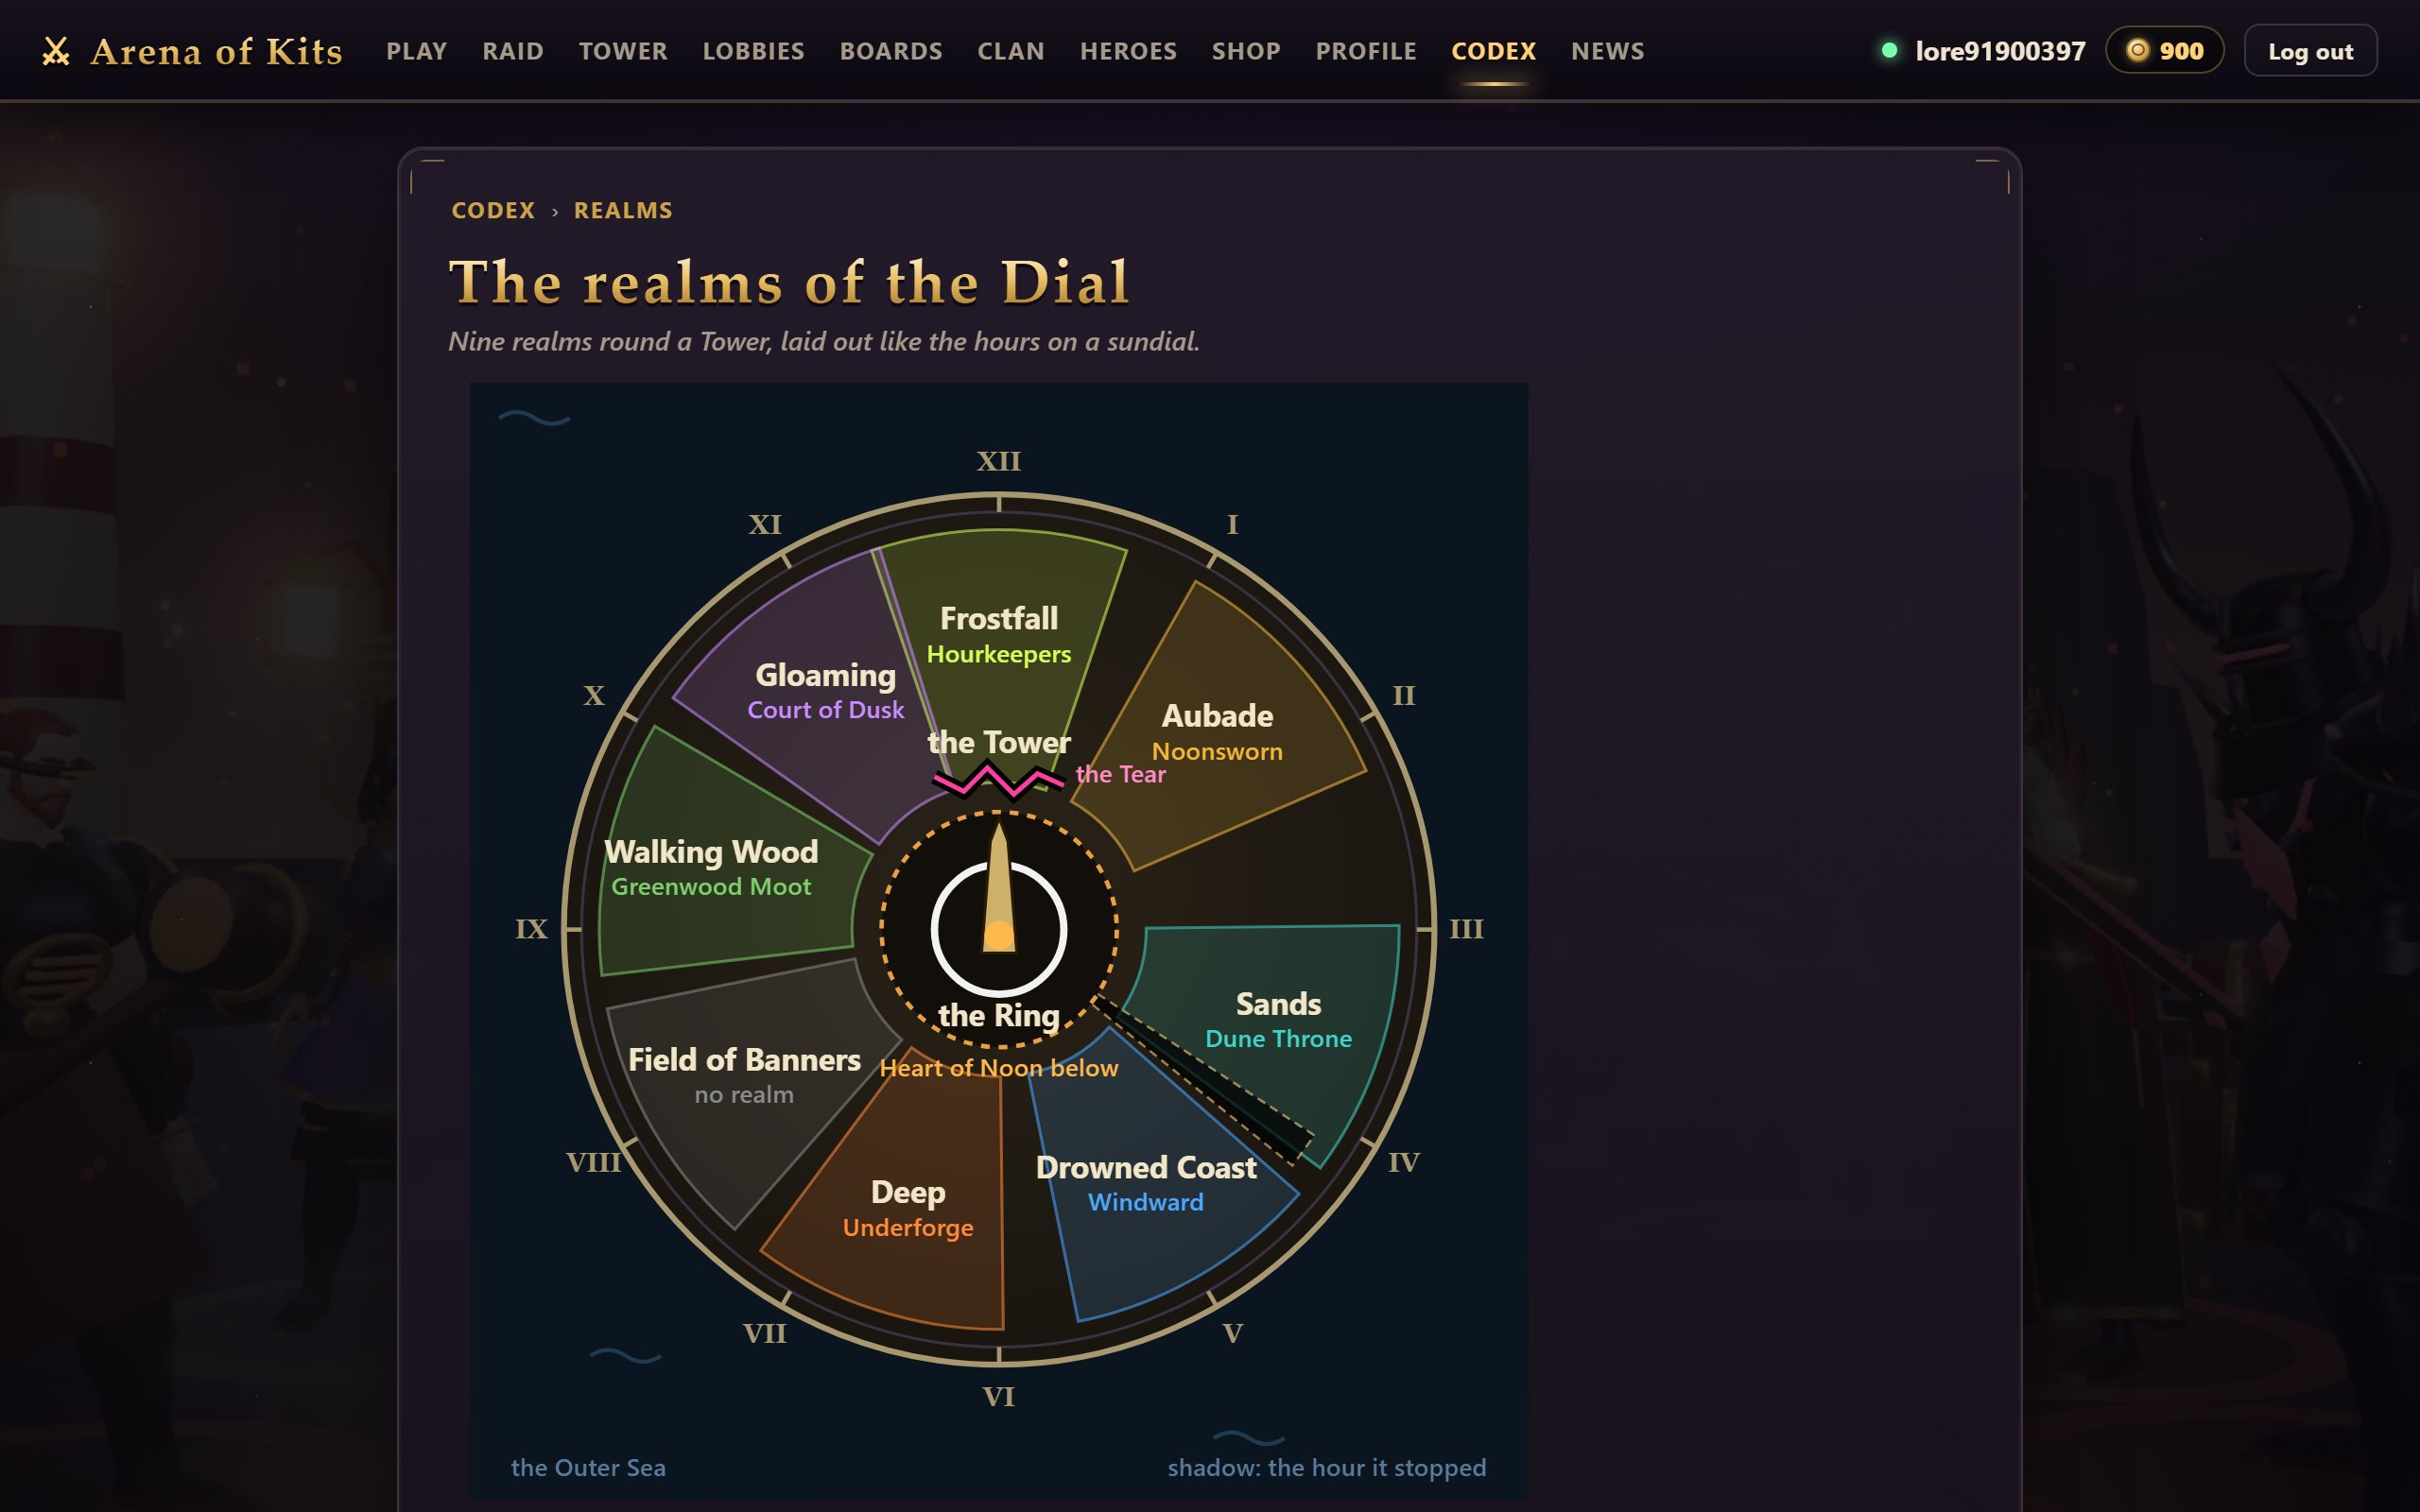 Arena of Kits PLAY RAID TOWER LOBBIES BOARDS CLAN HEROES SHOP PROFILE CODEX NEWS lore91900397 900 Log out
CODEX › REALMS
The realms of the Dial
Nine realms round a Tower, laid out like the hours on a sundial.
XII
XI
I
Frostfall
Hourkeepers
Gloaming
Court of Dusk
X
II
Aubade
Noonsworn
the Tower
the Tear
Walking Wood
Greenwood Moot
IX
III
Sands
Dune Throne
the Ring
Field of Banners
no realm
Heart of Noon below
VIII
IV
Drowned Coast
Windward
Deep
Underforge
VII
V
VI
the Outer Sea
shadow: the hour it stopped